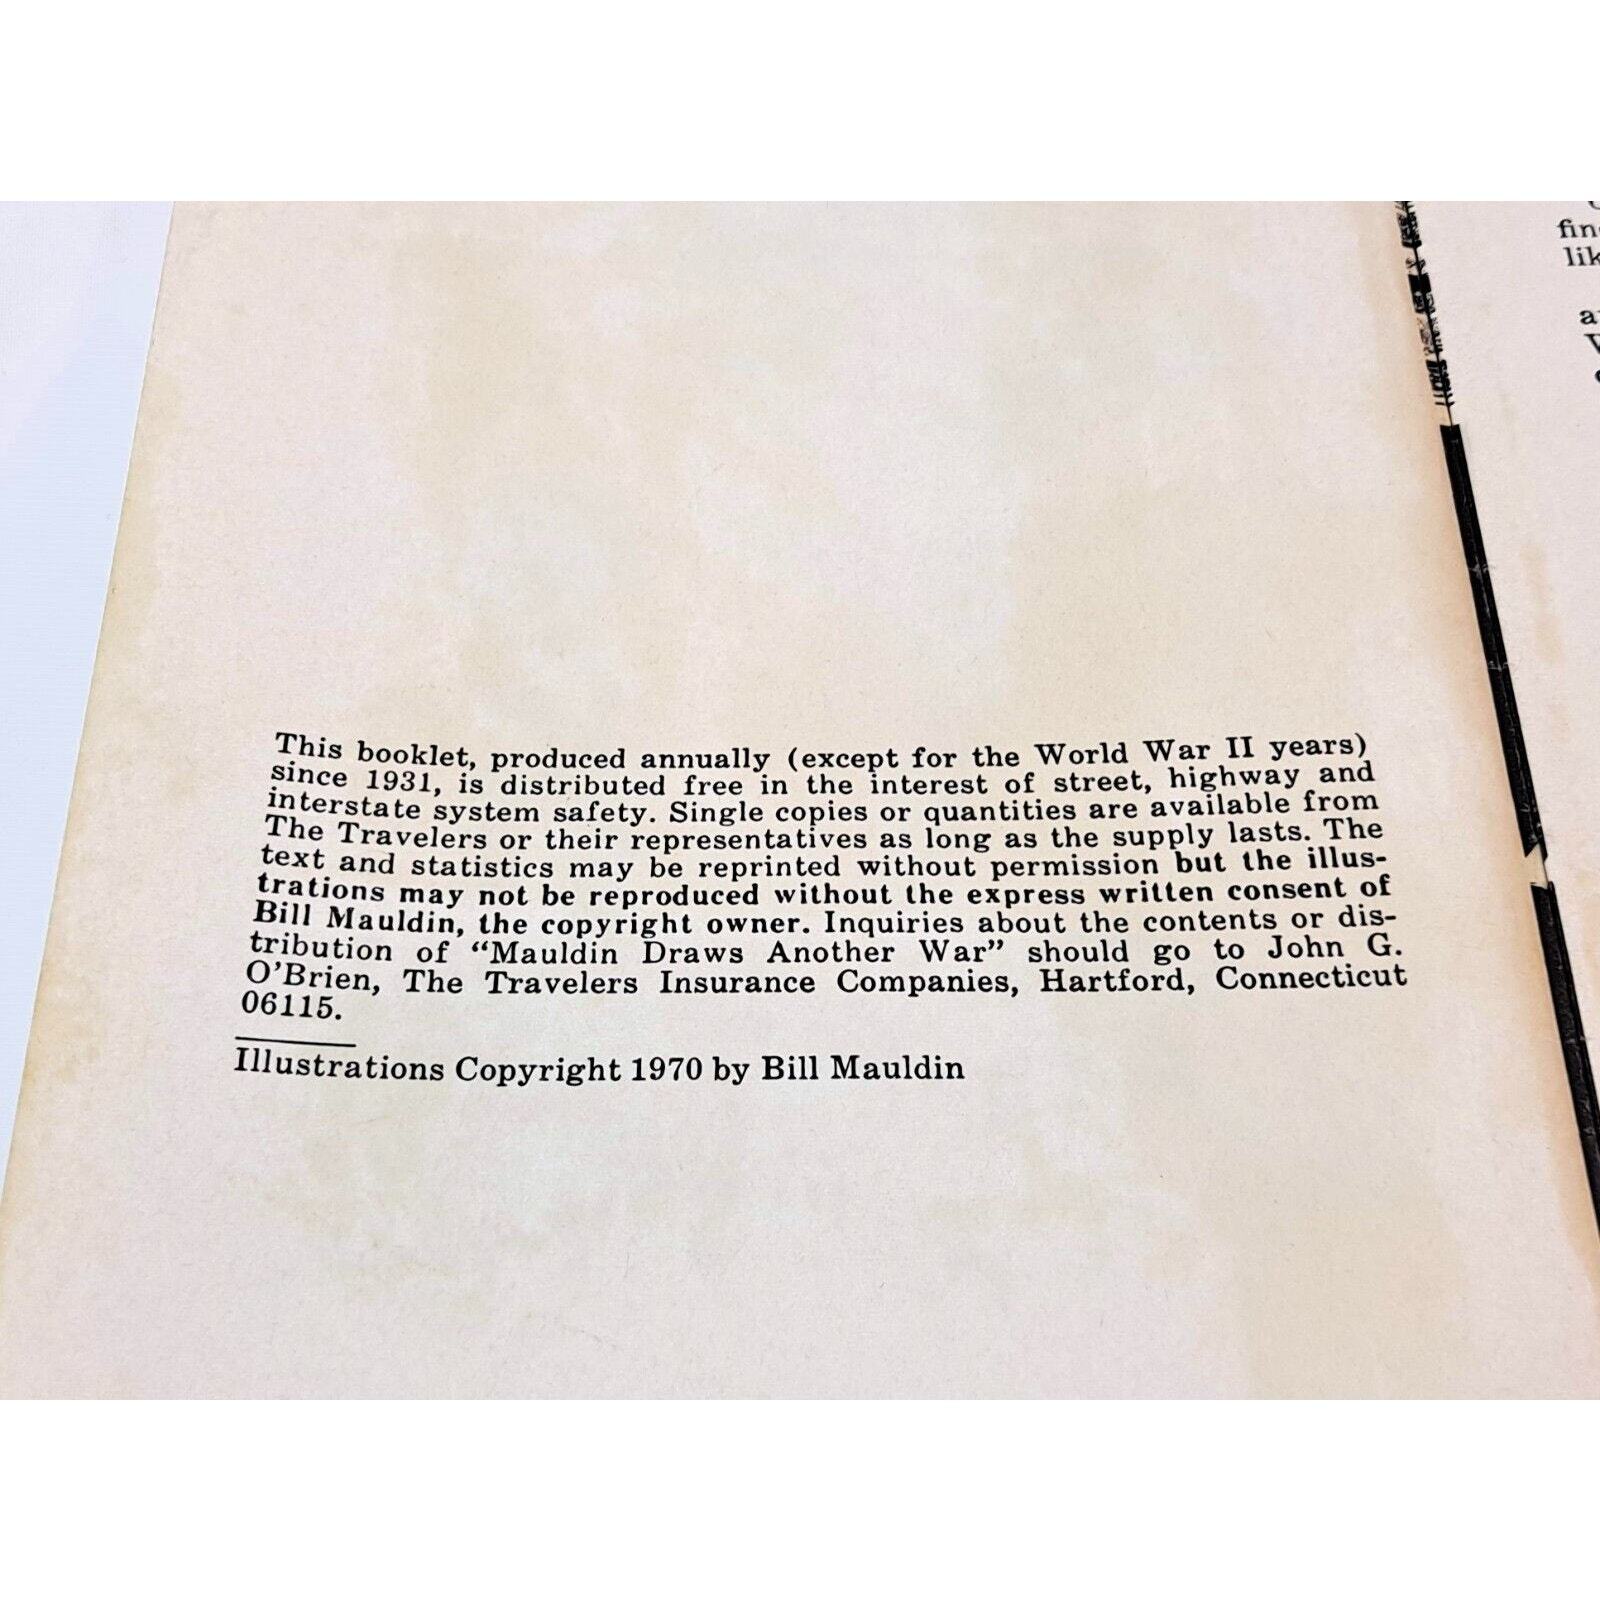 This booklet, produced annually (except for the World War II years)
since 1931, is distributed free in the interest of street, highway and
interstate system safety. Single copies or quantities are available from
The Travelers or their representatives as long as the supply lasts. The
text and statistics may be reprinted without permission but the illus-
trations may not be reproduced without the express written consent of
Bill Mauldin, the copyright owner. Inquiries about the contents or dis-
tribution of “Mauldin Draws Another War” should go to John G.
O’Brien, The Travelers Insurance Companies, Hartford, Connecticut
06115.
Illustrations Copyright 1970 by Bill Mauldin